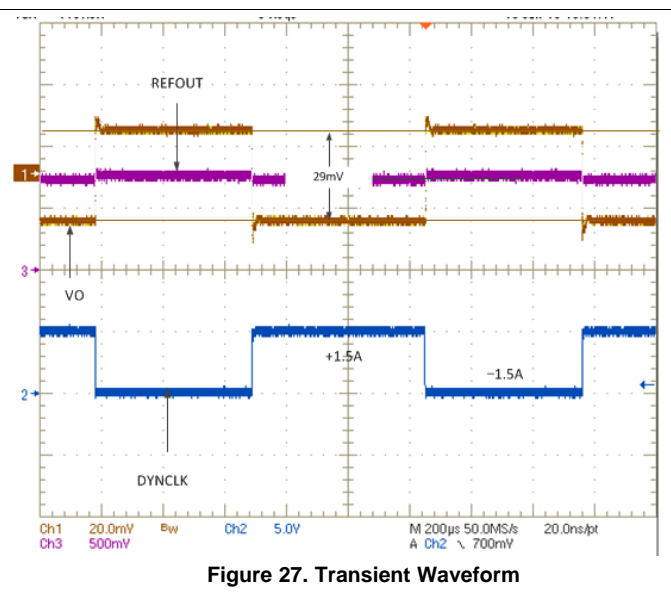 REFOUT
1
29mV
3
VO
+1.5A
−1.5A
2
DYNCLK
Ch1 20.0mV BW Ch2 5.0V M 200µs 50.0MS/s 20.0ns/pt
Ch3 500mV A Ch2 \ 700mV
Figure 27. Transient Waveform